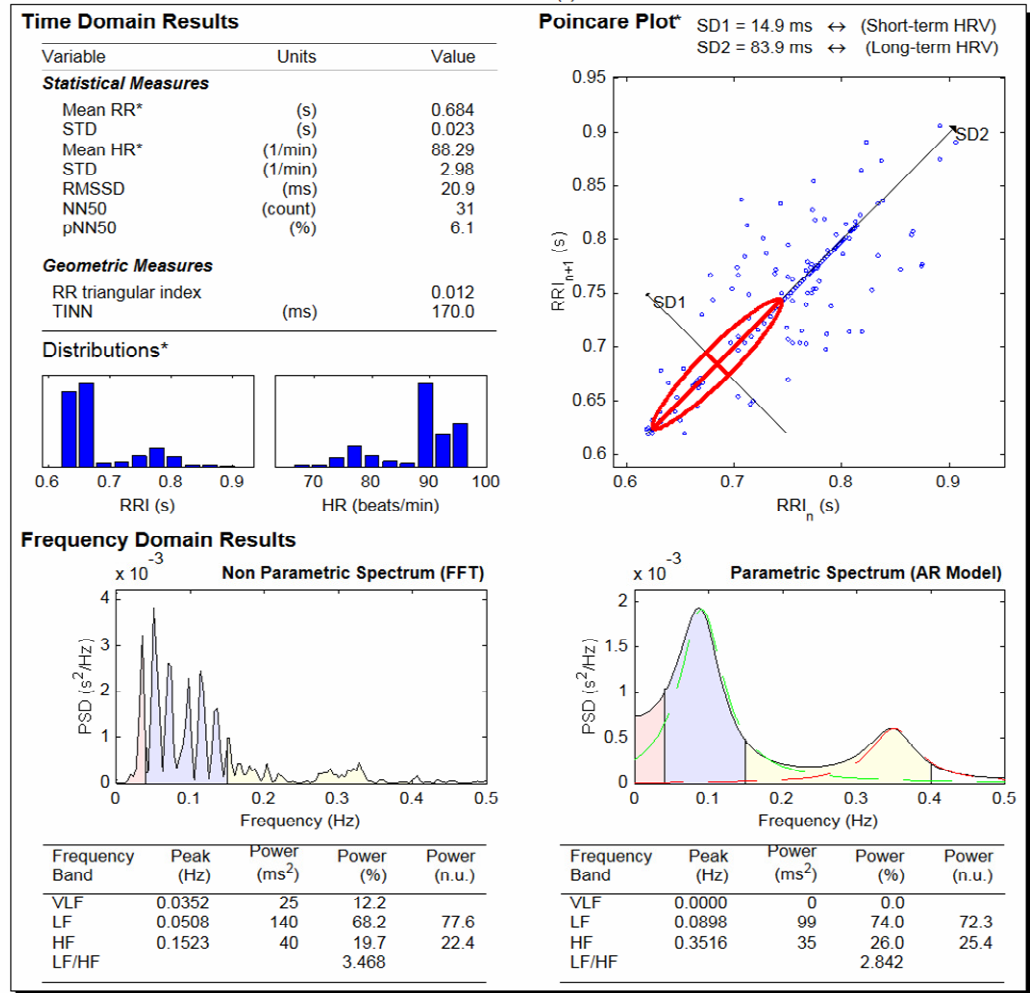 Time Domain Results
Variable Units Value
Statistical Measures
Mean RR* (s) 0.684
STD (s) 0.023
Mean HR* (1/min) 88.29
STD (1/min) 2.98
RMSSD (ms) 20.9
NN50 (count) 31
pNN50 (%) 6.1
Geometric Measures
RR triangular index 0.012
TINN (ms) 170.0
Distributions*
0.6 0.7 0.8 0.9
RRI (s)
70 80 90 100
HR (beats/min)
Poincare Plot*
SD1 = 14.9 ms ↔ (Short-term HRV)
SD2 = 83.9 ms ↔ (Long-term HRV)
0.95
0.9
0.85
0.8
0.75
0.7
0.65
0.6
RRIn+1 (s)
SD2
SD1
0.6 0.7 0.8 0.9
RRIn (s)
Frequency Domain Results
x 10-3 Non Parametric Spectrum (FFT)
4
3
2
1
0
PSD (s2/Hz)
0 0.1 0.2 0.3 0.4 0.5
Frequency (Hz)
Frequency Peak Power Power Power
Band (Hz) (ms2) (%) (n.u.)
VLF 0.0352 25 12.2
LF 0.0508 140 68.2 77.6
HF 0.1523 40 19.7 22.4
LF/HF 3.468
x 10-3 Parametric Spectrum (AR Model)
2
1.5
1
0.5
0
PSD (s2/Hz)
0 0.1 0.2 0.3 0.4 0.5
Frequency (Hz)
Frequency Peak Power Power Power
Band (Hz) (ms2) (%) (n.u.)
VLF 0.0000 0 0.0
LF 0.0898 99 74.0 72.3
HF 0.3516 35 26.0 25.4
LF/HF 2.842